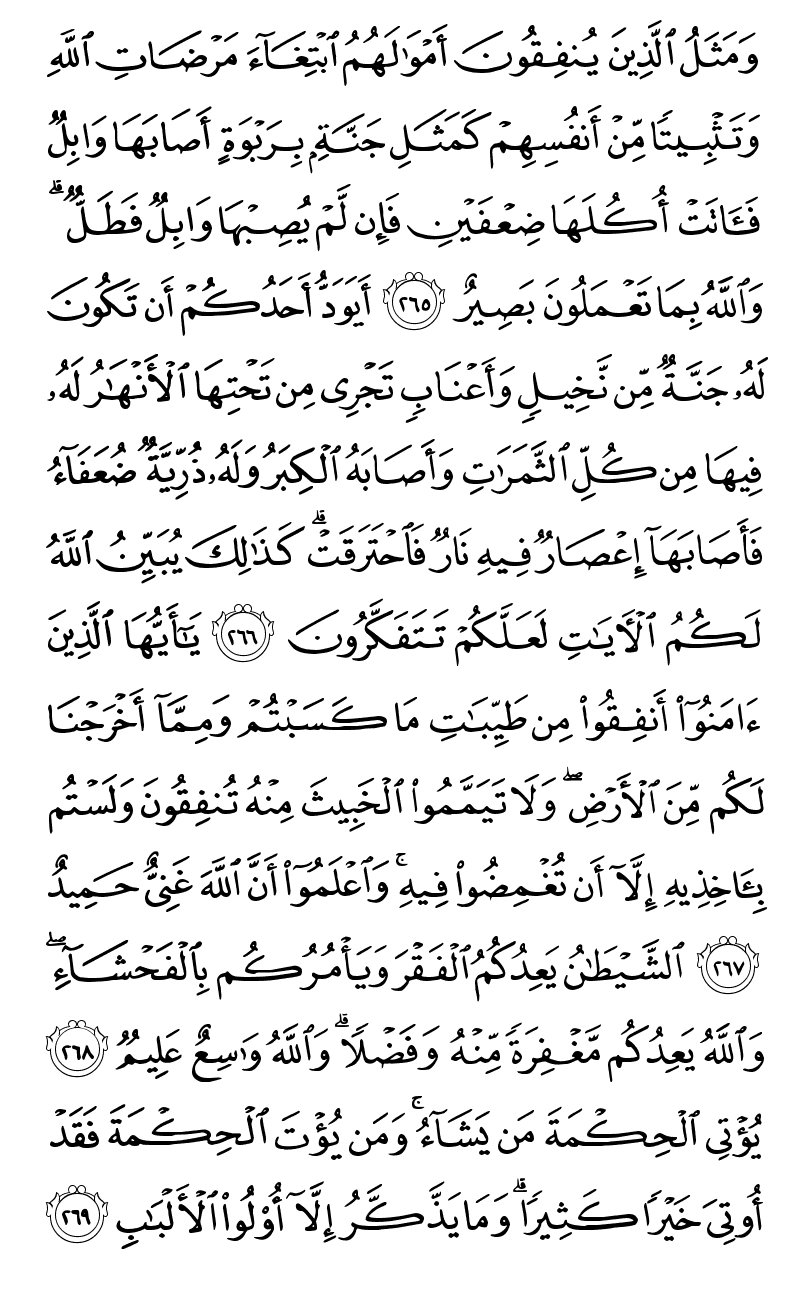 وَمَثَلُ ٱلَّذِينَ يُنفِقُونَ أَمۡوَٰلَهُمُ ٱبۡتِغَآءَ مَرۡضَاتِ ٱللَّهِ
وَتَثۡبِيتٗا مِّنۡ أَنفُسِهِمۡ كَمَثَلِ جَنَّةِۭ بِرَبۡوَةٍ أَصَابَهَا وَابِلٞ
فَـَٔاتَتۡ أُكُلَهَا ضِعۡفَيۡنِ فَإِن لَّمۡ يُصِبۡهَا وَابِلٞ فَطَلّٞۗ
وَٱللَّهُ بِمَا تَعۡمَلُونَ بَصِيرٌ ٢٦٥ أَيَوَدُّ أَحَدُكُمۡ أَن تَكُونَ
لَهُۥ جَنَّةٞ مِّن نَّخِيلٖ وَأَعۡنَابٖ تَجۡرِي مِن تَحۡتِهَا ٱلۡأَنۡهَٰرُ لَهُۥ
فِيهَا مِن كُلِّ ٱلثَّمَرَٰتِ وَأَصَابَهُ ٱلۡكِبَرُ وَلَهُۥ ذُرِّيَّةٞ ضُعَفَآءُ
فَأَصَابَهَآ إِعۡصَارٞ فِيهِ نَارٞ فَٱحۡتَرَقَتۡۗ كَذَٰلِكَ يُبَيِّنُ ٱللَّهُ
لَكُمُ ٱلۡأٓيَٰتِ لَعَلَّكُمۡ تَتَفَكَّرُونَ ٢٦٦ يَٰٓأَيُّهَا ٱلَّذِينَ
ءَامَنُوٓاْ أَنفِقُواْ مِن طَيِّبَٰتِ مَا كَسَبۡتُمۡ وَمِمَّآ أَخۡرَجۡنَا
لَكُم مِّنَ ٱلۡأَرۡضِۖ وَلَا تَيَمَّمُواْ ٱلۡخَبِيثَ مِنۡهُ تُنفِقُونَ وَلَسۡتُم
بِـَٔاخِذِيهِ إِلَّآ أَن تُغۡمِضُواْ فِيهِۚ وَٱعۡلَمُوٓاْ أَنَّ ٱللَّهَ غَنِيٌّ حَمِيدٌ
٢٦٧ ٱلشَّيۡطَٰنُ يَعِدُكُمُ ٱلۡفَقۡرَ وَيَأۡمُرُكُم بِٱلۡفَحۡشَآءِۖ
وَٱللَّهُ يَعِدُكُم مَّغۡفِرَةٗ مِّنۡهُ وَفَضۡلٗاۗ وَٱللَّهُ وَٰسِعٌ عَلِيمٞ ٢٦٨
يُؤۡتِي ٱلۡحِكۡمَةَ مَن يَشَآءُۚ وَمَن يُؤۡتَ ٱلۡحِكۡمَةَ فَقَدۡ
أُوتِيَ خَيۡرٗا كَثِيرٗاۗ وَمَا يَذَّكَّرُ إِلَّآ أُوْلُواْ ٱلۡأَلۡبَٰبِ ٢٦٩